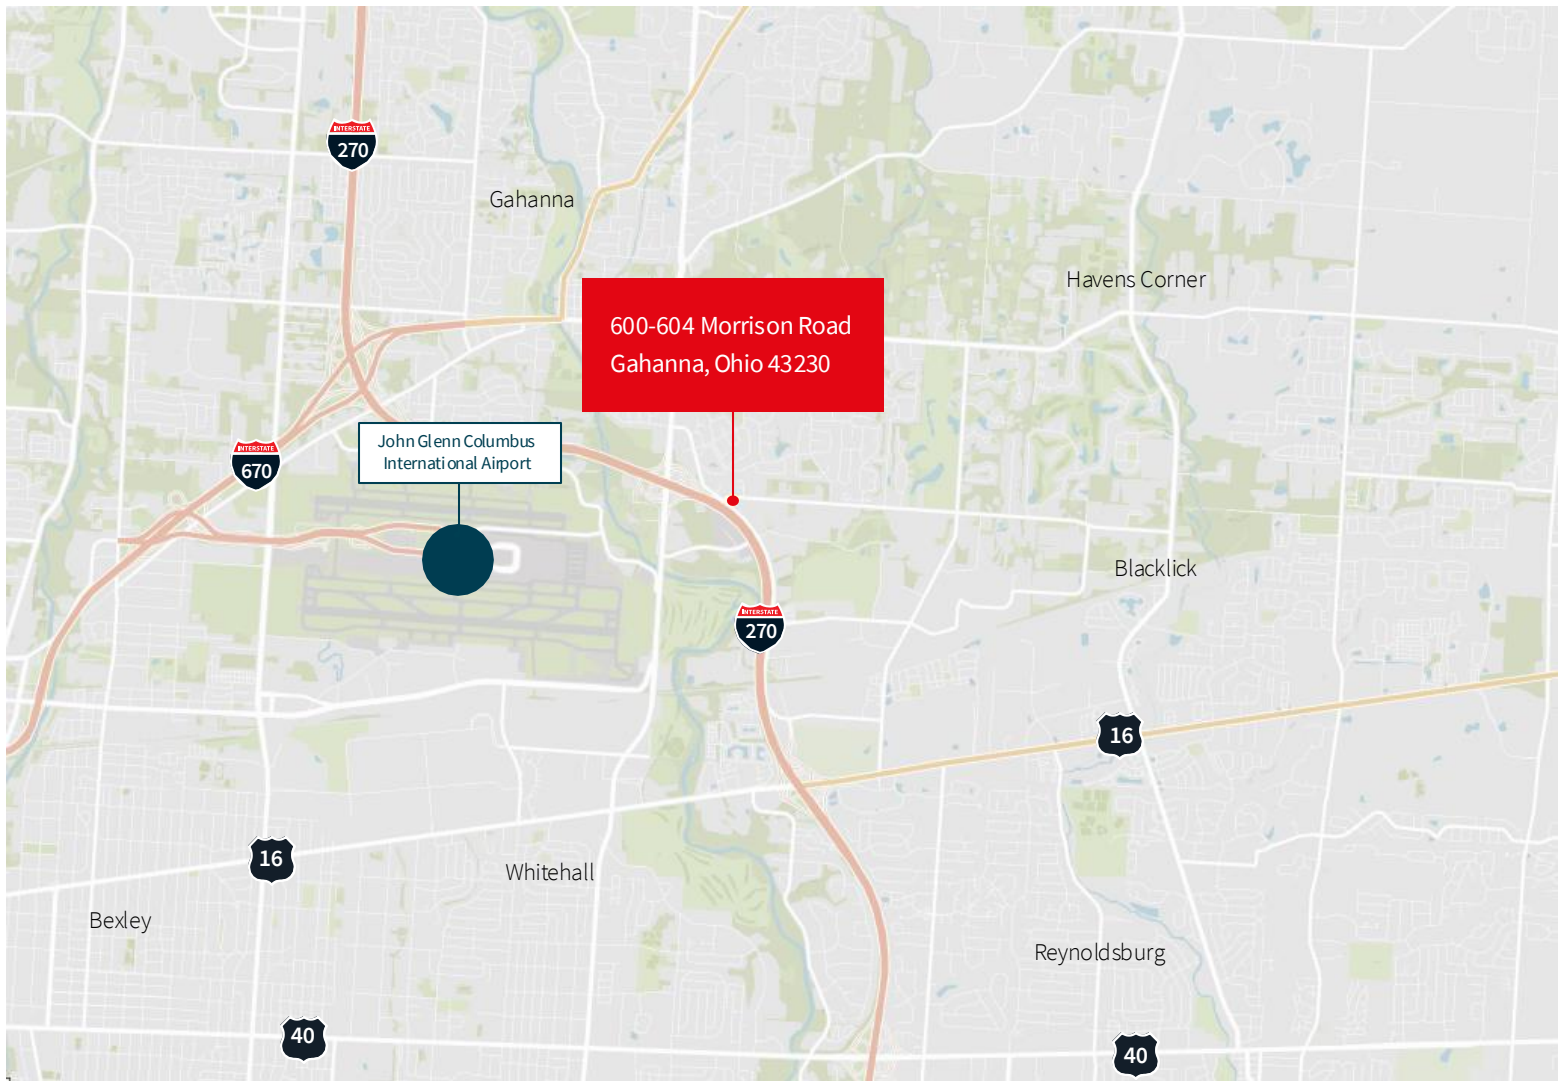 INTERSTATE
270
Gahanna
Havens Corner
600-604 Morrison Road
Gahanna, Ohio 43230
John Glenn Columbus
International Airport
INTERSTATE
670
Blacklick
INTERSTATE
270
16
16
Whitehall
Bexley
Reynoldsburg
40
40